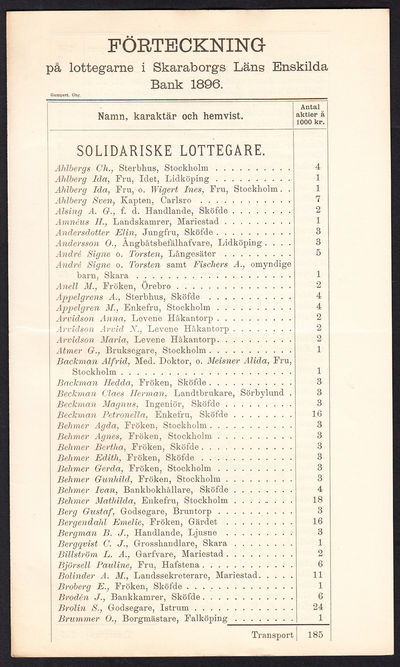 FÖRTECKNING
på lottegarne i Skaraborgs Läns Enskilda
Bank 1896.
Gumpert. Gbg.
Namn, karaktär och hemvist.
Antal
aktier à
1000 kr.
SOLIDARISKE LOTTEGARE.
Ahlbergs Ch., Sterbhus, Stockholm . . . . . . . . . . 4
Ahlberg Ida, Fru, Idet, Lidköping . . . . . . . . . . 1
Ahlberg Ida, Fru, o. Wigert Ines, Fru, Stockholm . . 1
Ahlberg Sven, Kapten, Carlsro . . . . . . . . . . 7
Alsing A. G., f. d. Handlande, Sköfde . . . . . . . . 2
Amnéus H., Landskamrer, Mariestad . . . . . . . . 1
Andersdotter Elin, Jungfru, Sköfde . . . . . . . . . 3
Andersson O., Ångbåtsbefälhafvare, Lidköping . . . . 3
André Signe o. Torsten, Långesäter . . . . . . . . 5
André Signe o. Torsten samt Fischers A., omyndige
barn, Skara . . . . . . . . . . 1
Anell M., Fröken, Örebro . . . . . . . . . . 2
Appelgrens A., Sterbhus, Sköfde . . . . . . . . . 4
Appelgren M., Enkefru, Stockholm . . . . . . . . 4
Arvidson Anna, Levene Håkantorp . . . . . . . . . 2
Arvidson Arvid N., Levene Håkantorp . . . . . . . 2
Arvidson Maria, Levene Håkantorp . . . . . . . . 2
Atmer G., Bruksegare, Stockholm . . . . . . . . . 1
Backman Alfrid, Med. Doktor, o. Meisner Alida, Fru,
Stockholm . . . . . . . . . . 1
Backman Hedda, Fröken, Sköfde . . . . . . . . . 3
Beckman Claes Herman, Landtbrukare, Sörbylund . 3
Beckman Magnus, Ingeniör, Sköfde . . . . . . . . 3
Beckman Petronella, Enkefru, Sköfde . . . . . . . 16
Behmer Agda, Fröken, Stockholm . . . . . . . . . 3
Behmer Agnes, Fröken, Stockholm . . . . . . . . 3
Behmer Bertha, Fröken, Sköfde . . . . . . . . . . 3
Behmer Edith, Fröken, Sköfde . . . . . . . . . . 3
Behmer Gerda, Fröken, Stockholm . . . . . . . . 3
Behmer Gunhild, Fröken, Stockholm . . . . . . . 3
Behmer Ivan, Bankbokhållare, Sköfde . . . . . . . 4
Behmer Mathilda, Enkefru, Stockholm . . . . . . . 18
Berg Gustaf, Godsegare, Bruntorp . . . . . . . . 3
Bergendahl Emelie, Fröken, Gärdet . . . . . . . . 16
Bergman B. J., Handlande, Ljusne . . . . . . . . 3
Bergqvist C. J., Grosshandlare, Skara . . . . . . . 1
Billström L. A., Garfvare, Mariestad . . . . . . . . 2
Björsell Pauline, Fru, Hafstena . . . . . . . . . . 6
Bolinder A. M., Landssekreterare, Mariestad . . . . . 11
Broberg E., Fröken, Sköfde . . . . . . . . . . 1
Brodén J., Bankkamrer, Sköfde . . . . . . . . . . 6
Brolin S., Godsegare, Istrum . . . . . . . . . . 24
Brummer O., Borgmästare, Falköping . . . . . . . 1
Transport 185